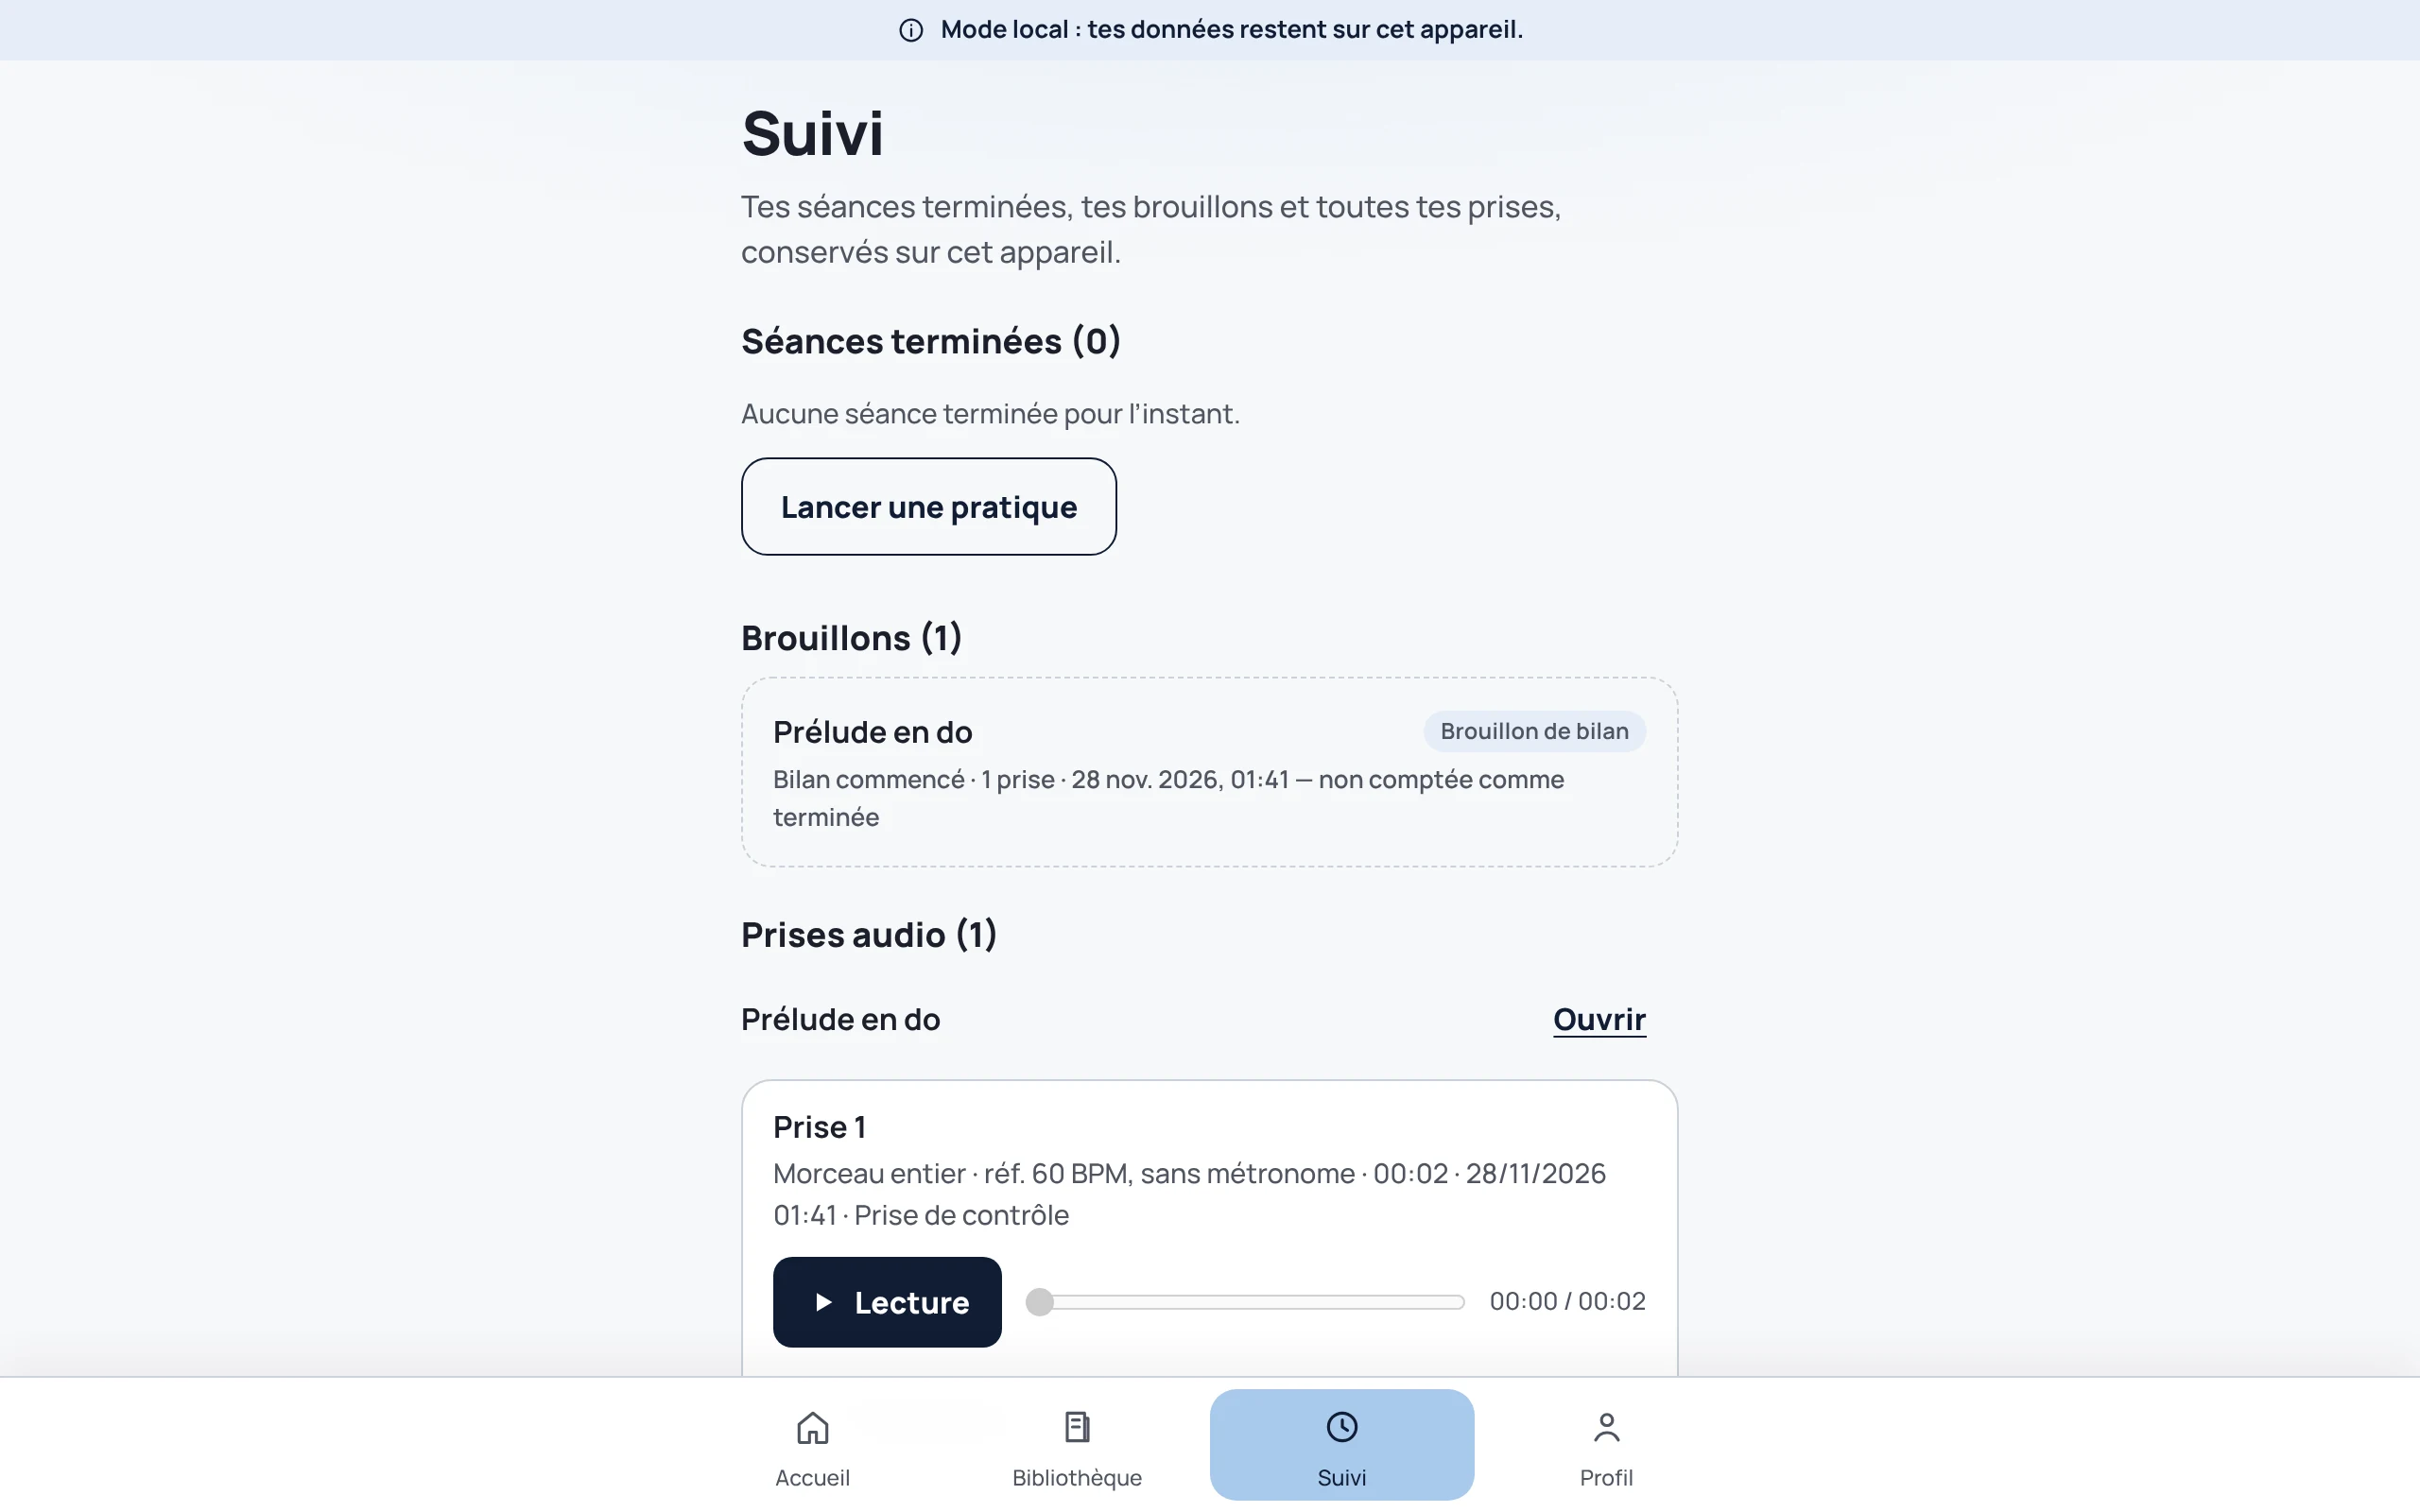 Mode local : tes données restent sur cet appareil.
Suivi
Tes séances terminées, tes brouillons et toutes tes prises,
conservés sur cet appareil.
Séances terminées (0)
Aucune séance terminée pour l’instant.
Lancer une pratique
Brouillons (1)
Prélude en do
Brouillon de bilan
Bilan commencé · 1 prise · 28 nov. 2026, 01:41 — non comptée comme
terminée
Prises audio (1)
Prélude en do
Ouvrir
Prise 1
Morceau entier · réf. 60 BPM, sans métronome · 00:02 · 28/11/2026
01:41 · Prise de contrôle
Lecture
00:00 / 00:02
Accueil
Bibliothèque
Suivi
Profil